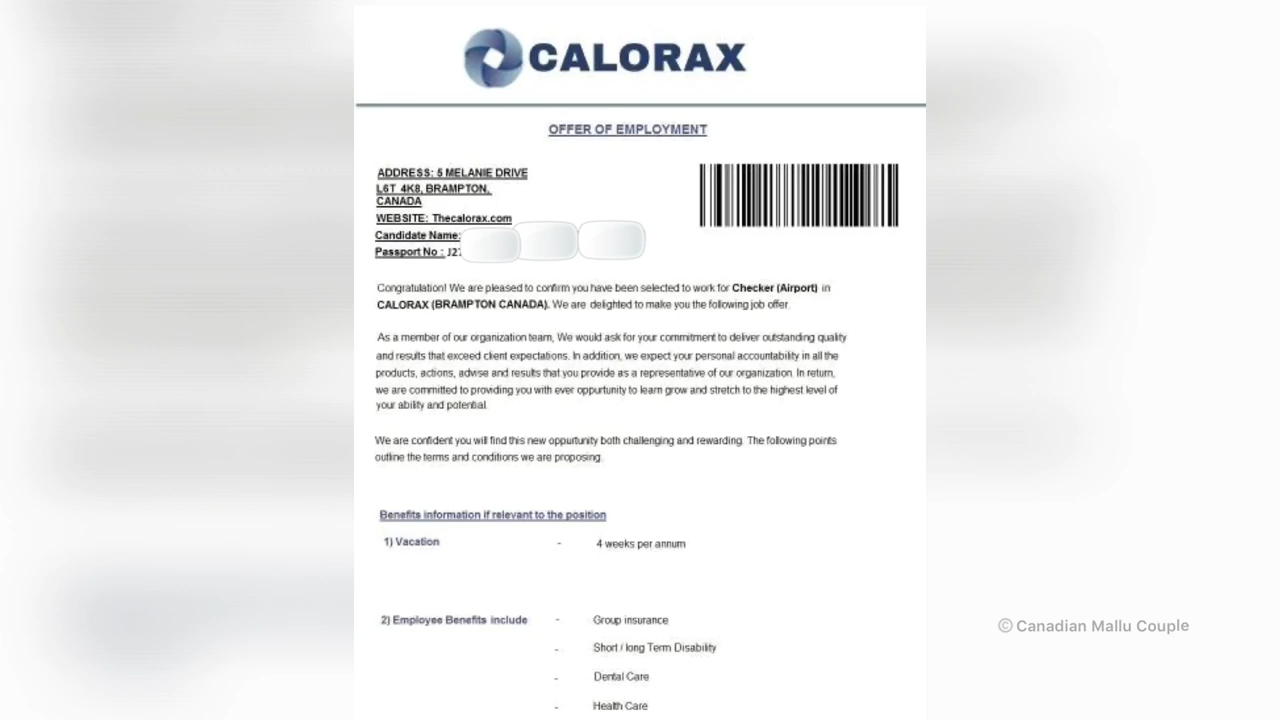 CALORAX
OFFER OF EMPLOYMENT
ADDRESS: 5 MELANIE DRIVE
L6T 4K8, BRAMPTON,
CANADA
WEBSITE: Thecalorax.com
Candidate Name:
Passport No : J27
Congratulation! We are pleased to confirm you have been selected to work for Checker (Airport) in
CALORAX (BRAMPTON CANADA). We are delighted to make you the following job offer.
As a member of our organization team, We would ask for your commitment to deliver outstanding quality
and results that exceed client expectations. In addition, we expect your personal accountability in all the
products, actions, advise and results that you provide as a representative of our organization. In return,
we are committed to providing you with ever opportunity to learn grow and stretch to the highest level of
your ability and potential.
We are confident you will find this new oppurtunity both challenging and rewarding. The following points
outline the terms and conditions we are proposing.
Benefits information if relevant to the position
1) Vacation - 4 weeks per annum
2) Employee Benefits include - Group insurance
- Short / long Term Disability
- Dental Care
- Health Care
© Canadian Mallu Couple